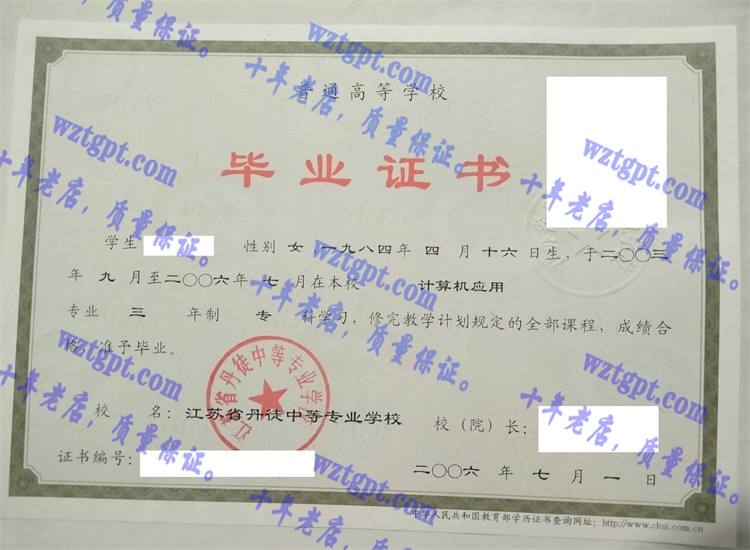 普通高等学校
毕业证书
学生 性别 女,一九八四年 四 月 十六 日生,于二〇〇三
年 九 月至二〇〇六年 七 月在本校 计算机应用
专业 三 年制 专 科学习,修完教学计划规定的全部课程,成绩合
格,准予毕业。
江苏省丹徒中等专业学校
校 名:江苏省丹徒中等专业学校 校(院)长:
证书编号:
二〇〇六 年 七 月 一 日
中华人民共和国教育部学历证书查询网址:http://www.chsi.com.cn
wztgpt.com
十年老店,质量保证。